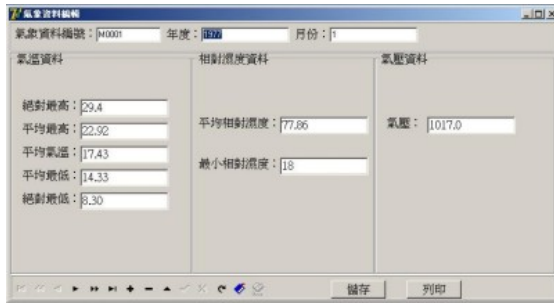 氣象資料編輯
氣象資料編號：M0001 年度：1977 月份：1
氣溫資料 相對溼度資料 氣壓資料
絕對最高：29.4
平均最高：22.92
平均氣溫：17.43
平均最低：14.33
絕對最低：8.30
平均相對溼度：77.86
最小相對溼度：18
氣壓：1017.0
儲存 列印